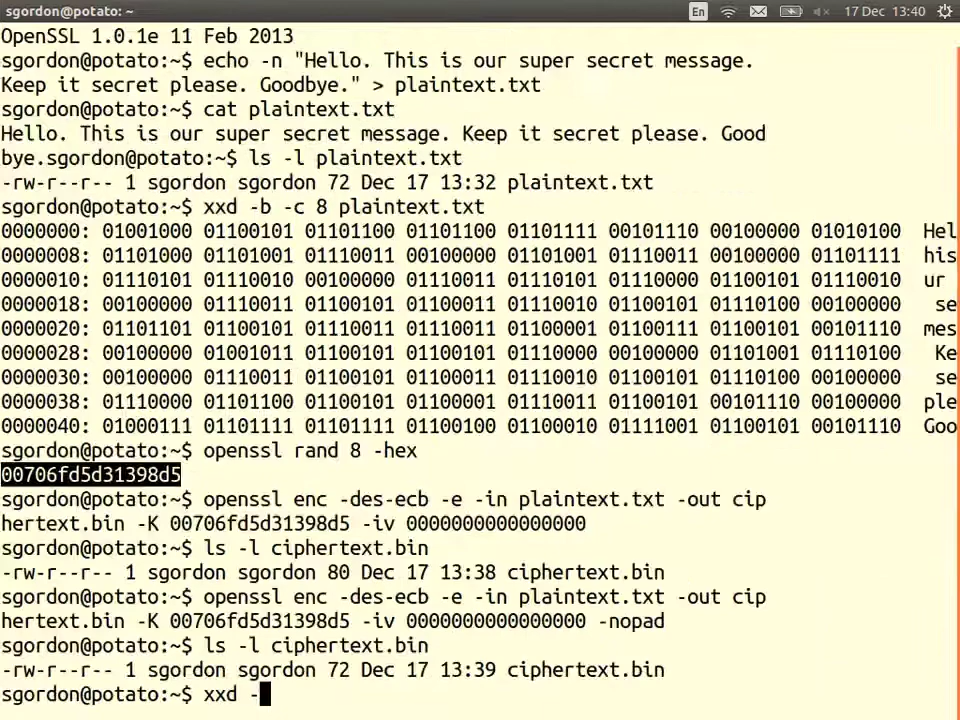 sgordon@potato: ~ En 17 Dec 13:40
OpenSSL 1.0.1e 11 Feb 2013
sgordon@potato:~$ echo -n "Hello. This is our super secret message.
Keep it secret please. Goodbye." > plaintext.txt
sgordon@potato:~$ cat plaintext.txt
Hello. This is our super secret message. Keep it secret please. Good
bye.sgordon@potato:~$ ls -l plaintext.txt
-rw-r--r-- 1 sgordon sgordon 72 Dec 17 13:32 plaintext.txt
sgordon@potato:~$ xxd -b -c 8 plaintext.txt
0000000: 01001000 01100101 01101100 01101100 01101111 00101110 00100000 01010100  Hel
0000008: 01101000 01101001 01110011 00100000 01101001 01110011 00100000 01101111  his
0000010: 01110101 01110010 00100000 01110011 01110101 01110000 01100101 01110010  ur
0000018: 00100000 01110011 01100101 01100011 01110010 01100101 01110100 00100000   se
0000020: 01101101 01100101 01110011 01110011 01100001 01100111 01100101 00101110  mes
0000028: 00100000 01001011 01100101 01100101 01110000 00100000 01101001 01110100   Ke
0000030: 00100000 01110011 01100101 01100011 01110010 01100101 01110100 00100000   se
0000038: 01110000 01101100 01100101 01100001 01110011 01100101 00101110 00100000  ple
0000040: 01000111 01101111 01101111 01100100 01100010 01111001 01100101 00101110  Goo
sgordon@potato:~$ openssl rand 8 -hex
00706fd5d31398d5
sgordon@potato:~$ openssl enc -des-ecb -e -in plaintext.txt -out cip
hertext.bin -K 00706fd5d31398d5 -iv 0000000000000000
sgordon@potato:~$ ls -l ciphertext.bin
-rw-r--r-- 1 sgordon sgordon 80 Dec 17 13:38 ciphertext.bin
sgordon@potato:~$ openssl enc -des-ecb -e -in plaintext.txt -out cip
hertext.bin -K 00706fd5d31398d5 -iv 0000000000000000 -nopad
sgordon@potato:~$ ls -l ciphertext.bin
-rw-r--r-- 1 sgordon sgordon 72 Dec 17 13:39 ciphertext.bin
sgordon@potato:~$ xxd -